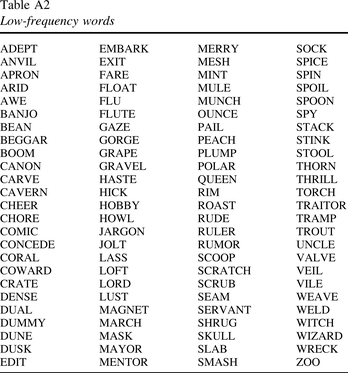 Table A2
Low-frequency words
ADEPT EMBARK MERRY SOCK
ANVIL EXIT MESH SPICE
APRON FARE MINT SPIN
ARID FLOAT MULE SPOIL
AWE FLU MUNCH SPOON
BANJO FLUTE OUNCE SPY
BEAN GAZE PAIL STACK
BEGGAR GORGE PEACH STINK
BOOM GRAPE PLUMP STOOL
CANON GRAVEL POLAR THORN
CARVE HASTE QUEEN THRILL
CAVERN HICK RIM TORCH
CHEER HOBBY ROAST TRAITOR
CHORE HOWL RUDE TRAMP
COMIC JARGON RULER TROUT
CONCEDE JOLT RUMOR UNCLE
CORAL LASS SCOOP VALVE
COWARD LOFT SCRATCH VEIL
CRATE LORD SCRUB VILE
DENSE LUST SEAM WEAVE
DUAL MAGNET SERVANT WELD
DUMMY MARCH SHRUG WITCH
DUNE MASK SKULL WIZARD
DUSK MAYOR SLAB WRECK
EDIT MENTOR SMASH ZOO